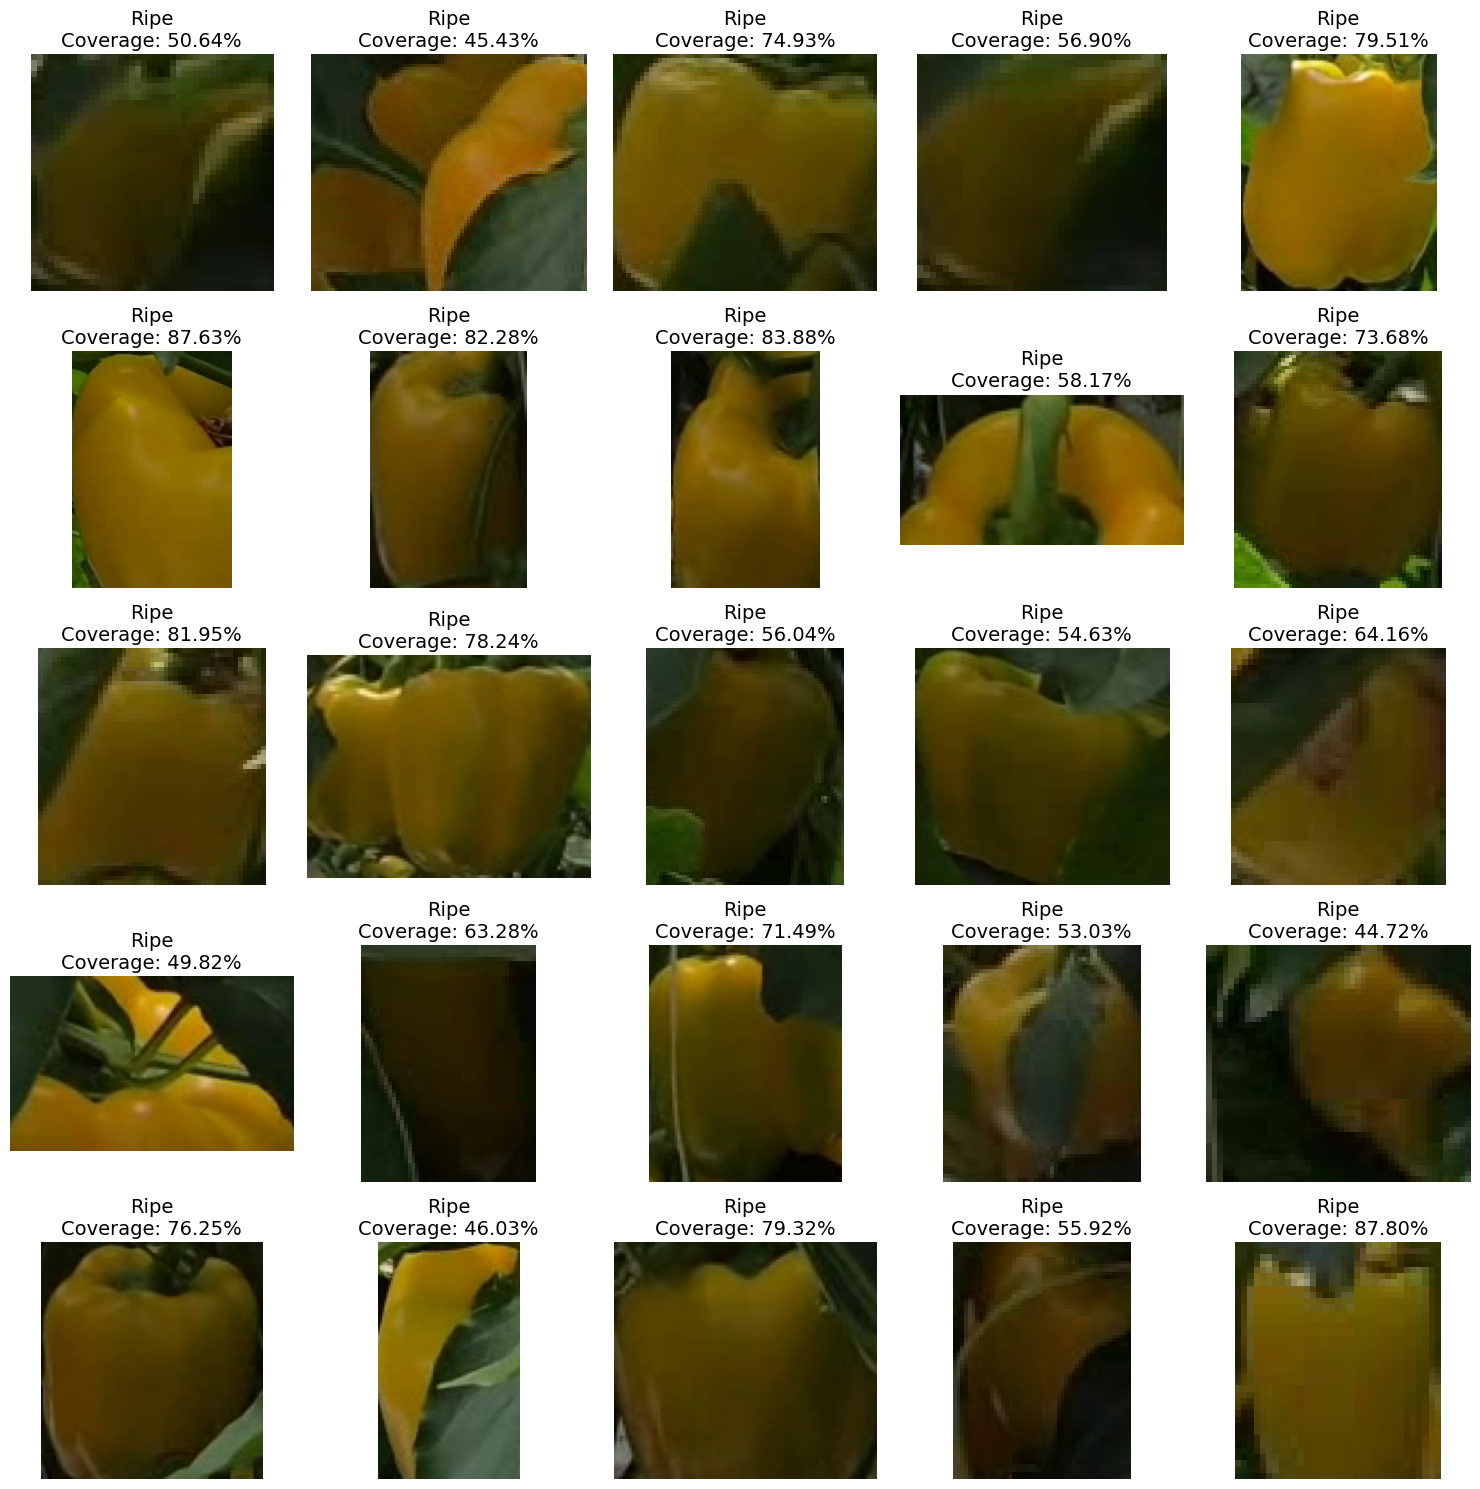 Ripe
Coverage: 50.64%
Ripe
Coverage: 45.43%
Ripe
Coverage: 74.93%
Ripe
Coverage: 56.90%
Ripe
Coverage: 79.51%
Ripe
Coverage: 87.63%
Ripe
Coverage: 82.28%
Ripe
Coverage: 83.88%
Ripe
Coverage: 58.17%
Ripe
Coverage: 73.68%
Ripe
Coverage: 81.95%
Ripe
Coverage: 78.24%
Ripe
Coverage: 56.04%
Ripe
Coverage: 54.63%
Ripe
Coverage: 64.16%
Ripe
Coverage: 49.82%
Ripe
Coverage: 63.28%
Ripe
Coverage: 71.49%
Ripe
Coverage: 53.03%
Ripe
Coverage: 44.72%
Ripe
Coverage: 76.25%
Ripe
Coverage: 46.03%
Ripe
Coverage: 79.32%
Ripe
Coverage: 55.92%
Ripe
Coverage: 87.80%